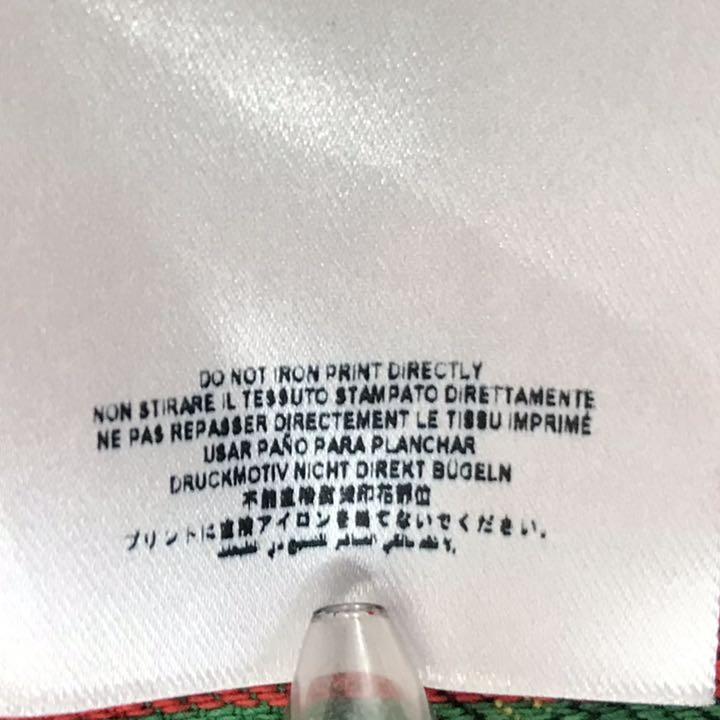 DO NOT IRON PRINT DIRECTLY
NON STIRARE IL TESSUTO STAMPATO DIRETTAMENTE
NE PAS REPASSER DIRECTEMENT LE TISSU IMPRIMÉ
USAR PAÑO PARA PLANCHAR
DRUCKMOTIV NICHT DIREKT BÜGELN
不能直接熨烫印花部位
プリントに直接アイロンを当てないでください。